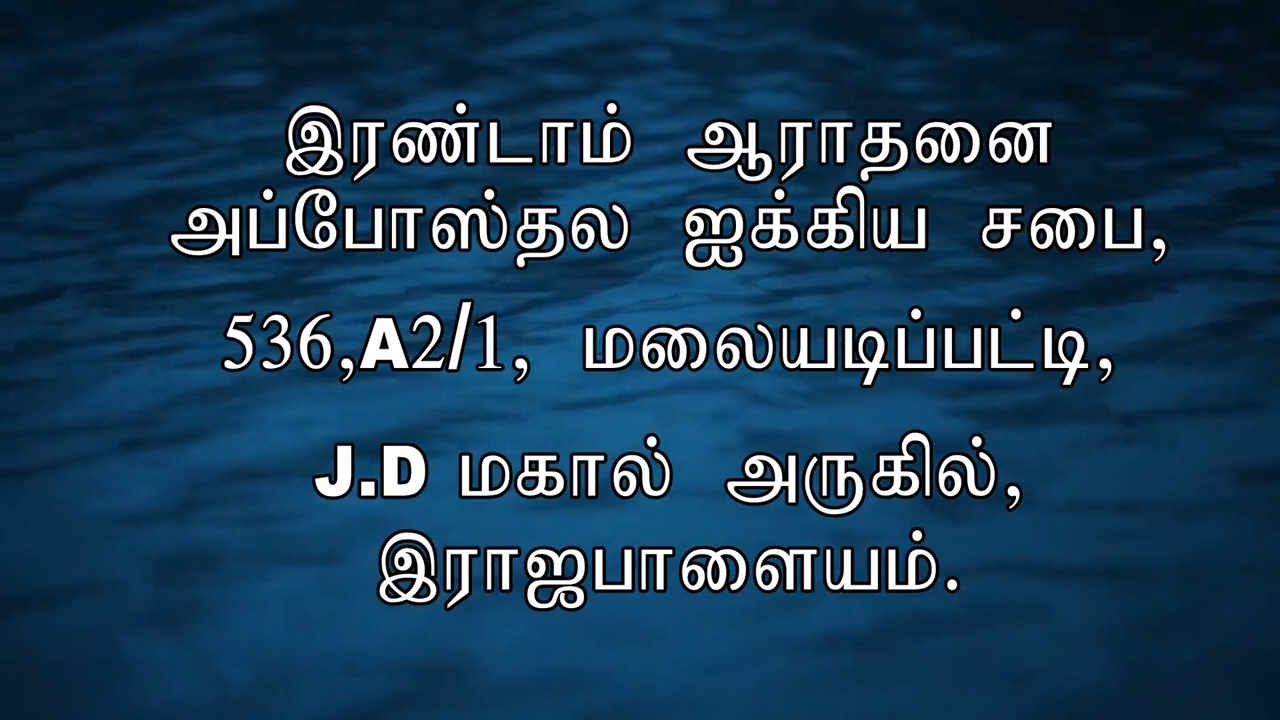 இரண்டாம் ஆராதனை
அப்போஸ்தல ஐக்கிய சபை,
536,A2/1, மலையடிப்பட்டி,
J.D மகால் அருகில்,
இராஜபாளையம்.